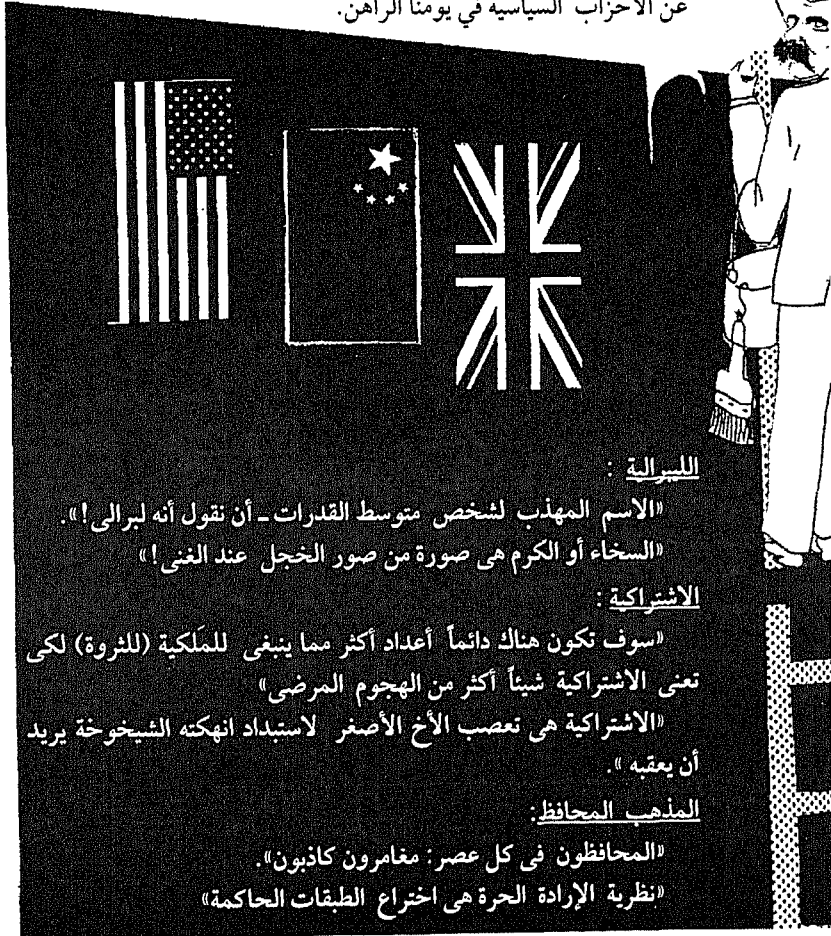 عن الأحزاب السياسية في يومنا الراهن.
الليبرالية :
«الاسم المهذب لشخص متوسط القدرات ـ أن نقول أنه لبرالى!».
«السخاء أو الكرم هى صورة من صور الخجل عند الغنى!»
الاشتراكية :
«سوف تكون هناك دائماً أعداد أكثر مما ينبغى للمَلكية (للثروة) لكى
تعنى الاشتراكية شيئاً أكثر من الهجوم المرضى»
«الاشتراكية هى تعصب الأخ الأصغر لاستبداد انهكته الشيخوخة يريد
أن يعقبه».
المذهب المحافظ:
«المحافظون فى كل عصر: مغامرون كاذبون».
«نظرية الإرادة الحرة هى اختراع الطبقات الحاكمة»